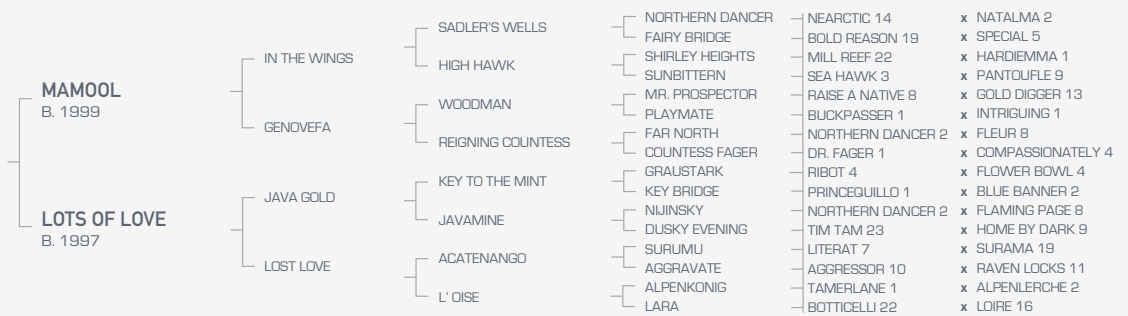 MAMOOL
B. 1999
LOTS OF LOVE
B. 1997
IN THE WINGS
GENOVEFA
JAVA GOLD
LOST LOVE
SADLER'S WELLS
HIGH HAWK
WOODMAN
REIGNING COUNTESS
KEY TO THE MINT
JAVAMINE
ACATENANGO
L' OISE
NORTHERN DANCER
FAIRY BRIDGE
SHIRLEY HEIGHTS
SUNBITTERN
MR. PROSPECTOR
PLAYMATE
FAR NORTH
COUNTESS FAGER
GRAUSTARK
KEY BRIDGE
NIJINSKY
DUSKY EVENING
SURUMU
AGGRAVATE
ALPENKONIG
LARA
NEARCTIC 14 x NATALMA 2
BOLD REASON 19 x SPECIAL 5
MILL REEF 22 x HARDIEMMA 1
SEA HAWK 3 x PANTOUFLE 9
RAISE A NATIVE 8 x GOLD DIGGER 13
BUCKPASSER 1 x INTRIGUING 1
NORTHERN DANCER 2 x FLEUR 8
DR. FAGER 1 x COMPASSIONATELY 4
RIBOT 4 x FLOWER BOWL 4
PRINCEQUILLO 1 x BLUE BANNER 2
NORTHERN DANCER 2 x FLAMING PAGE 8
TIM TAM 23 x HOME BY DARK 9
LITERAT 7 x SURAMA 19
AGGRESSOR 10 x RAVEN LOCKS 11
TAMERLANE 1 x ALPENLERCHE 2
BOTTICELLI 22 x LOIRE 16